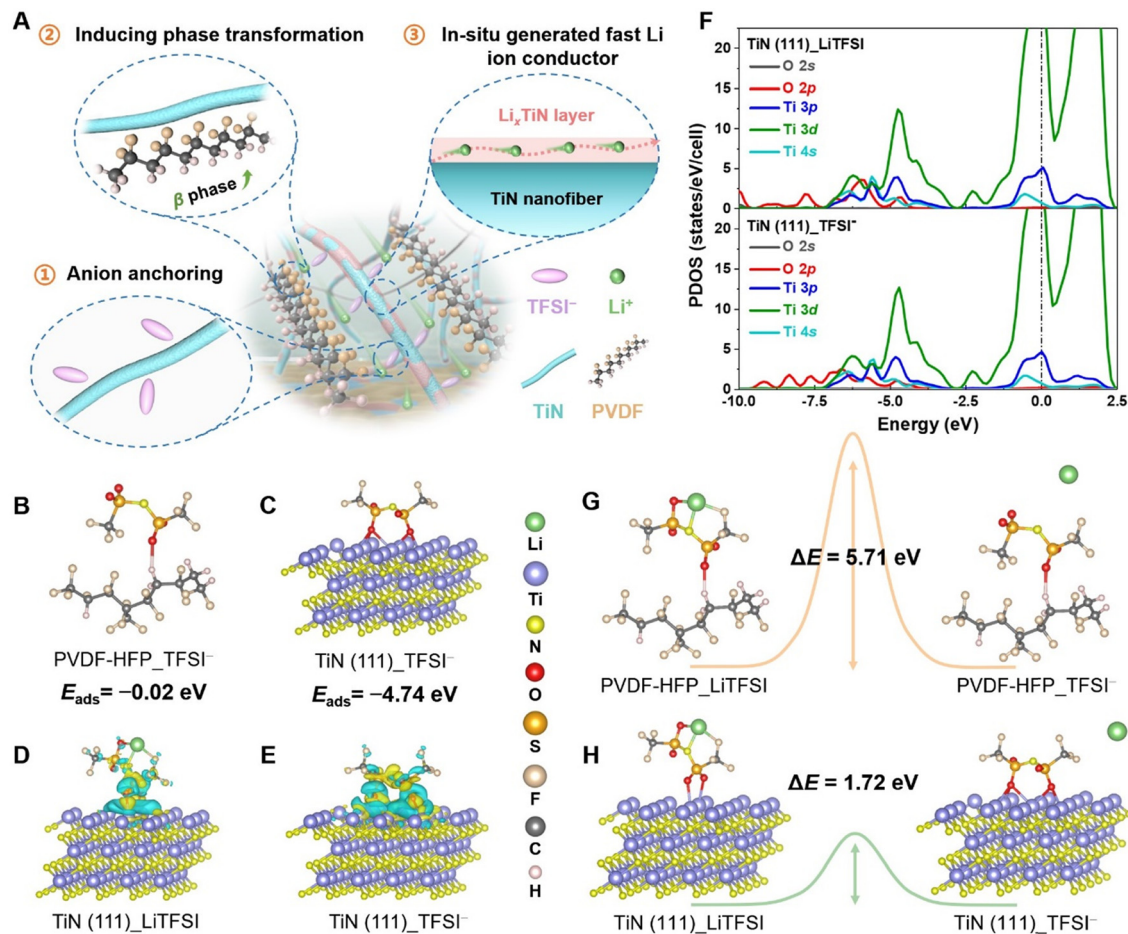 A
② Inducing phase transformation
β phase
③ In-situ generated fast Li
ion conductor
LiₓTiN layer
TiN nanofiber
① Anion anchoring
TFSI⁻
Li⁺
TiN
PVDF
F
PDOS (states/eV/cell)
20
15
10
5
0
TiN (111)_LiTFSI
O 2s
O 2p
Ti 3p
Ti 3d
Ti 4s
20
15
10
5
0
TiN (111)_TFSI⁻
O 2s
O 2p
Ti 3p
Ti 3d
Ti 4s
-10.0 -7.5 -5.0 -2.5 0.0 2.5
Energy (eV)
B
PVDF-HFP_TFSI⁻
E_ads= −0.02 eV
C
TiN (111)_TFSI⁻
E_ads= −4.74 eV
D
TiN (111)_LiTFSI
E
TiN (111)_TFSI⁻
Li
Ti
N
O
S
F
C
H
G
ΔE = 5.71 eV
PVDF-HFP_LiTFSI
PVDF-HFP_TFSI⁻
H
ΔE = 1.72 eV
TiN (111)_LiTFSI
TiN (111)_TFSI⁻